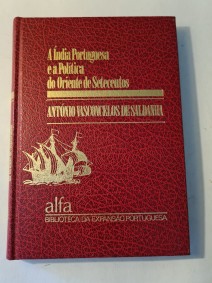 A Índia Portuguesa
e a Política
do Oriente de Setecentos
ANTÓNIO VASCONCELOS DE SALDANHA
alfa
BIBLIOTECA DA EXPANSÃO PORTUGUESA